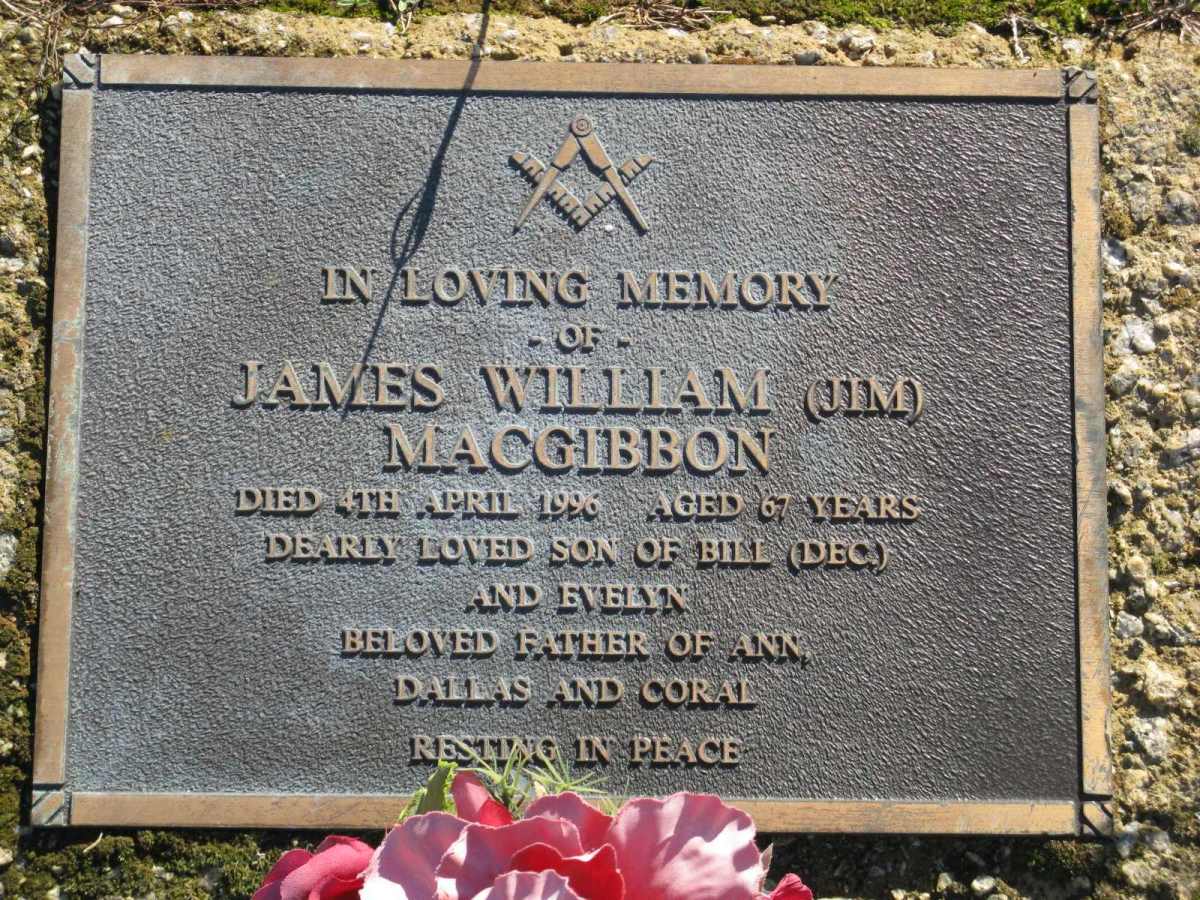 IN LOVING MEMORY
- OF -
JAMES WILLIAM (JIM)
MACGIBBON
DIED 4TH APRIL 1996 AGED 67 YEARS
DEARLY LOVED SON OF BILL (DEC.)
AND EVELYN
BELOVED FATHER OF ANN,
DALLAS AND CORAL
RESTING IN PEACE